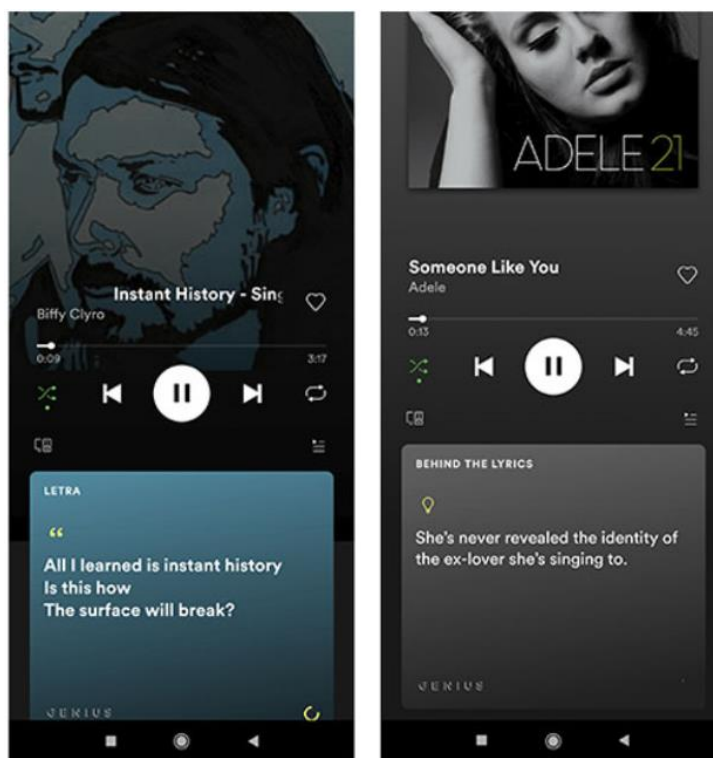 Instant History - Sing
Biffy Clyro
0:09
3:17
LETRA
“
All I learned is instant history
Is this how
The surface will break?
GENIUS
ADELE 21
Someone Like You
Adele
0:13
4:45
BEHIND THE LYRICS
She's never revealed the identity of
the ex-lover she's singing to.
GENIUS